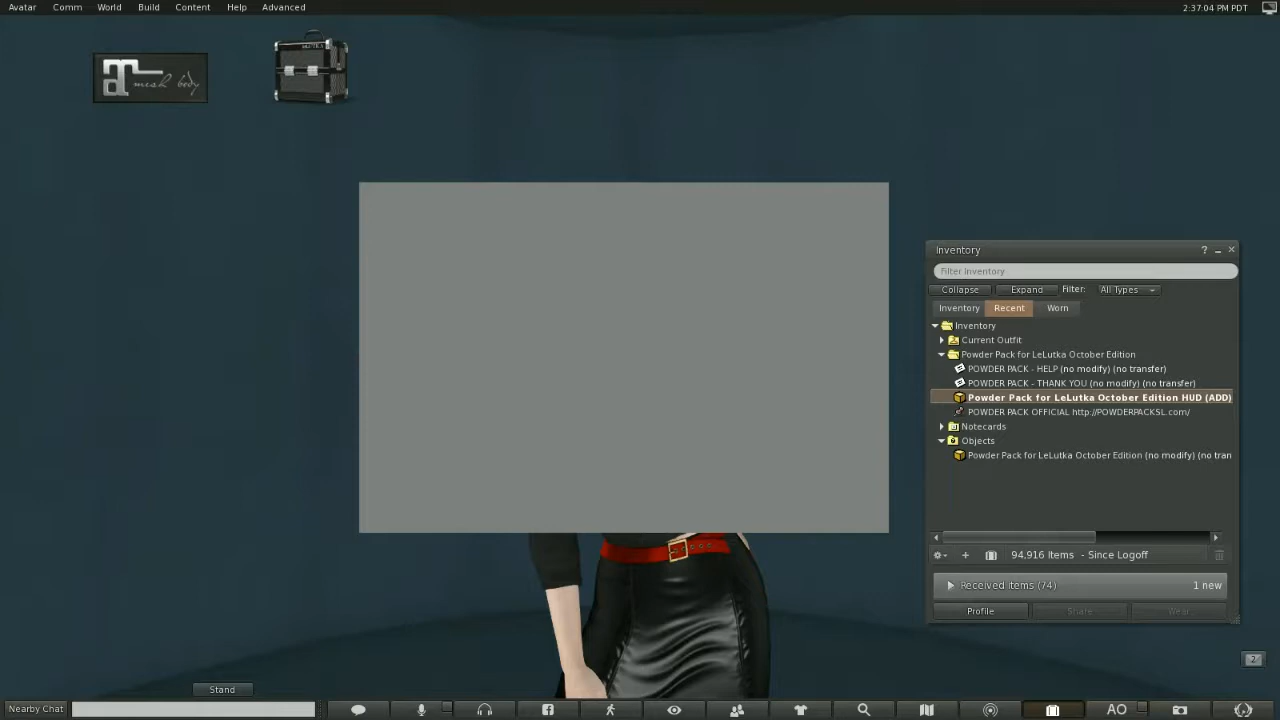 Avatar Comm World Build Content Help Advanced 2:37:04 PM PDT
mesh body
Inventory
Filter Inventory
Collapse Expand Filter: All Types
Inventory Recent Worn
Inventory
Current Outfit
Powder Pack for LeLutka October Edition
POWDER PACK - HELP (no modify) (no transfer)
POWDER PACK - THANK YOU (no modify) (no transfer)
Powder Pack for LeLutka October Edition HUD (ADD)
POWDER PACK OFFICIAL http://POWDERPACKSL.com/
Notecards
Objects
Powder Pack for LeLutka October Edition (no modify) (no tran
94,916 Items - Since Logoff
Received Items (74) 1 new
Profile Share Wear
2
Stand
Nearby Chat AO